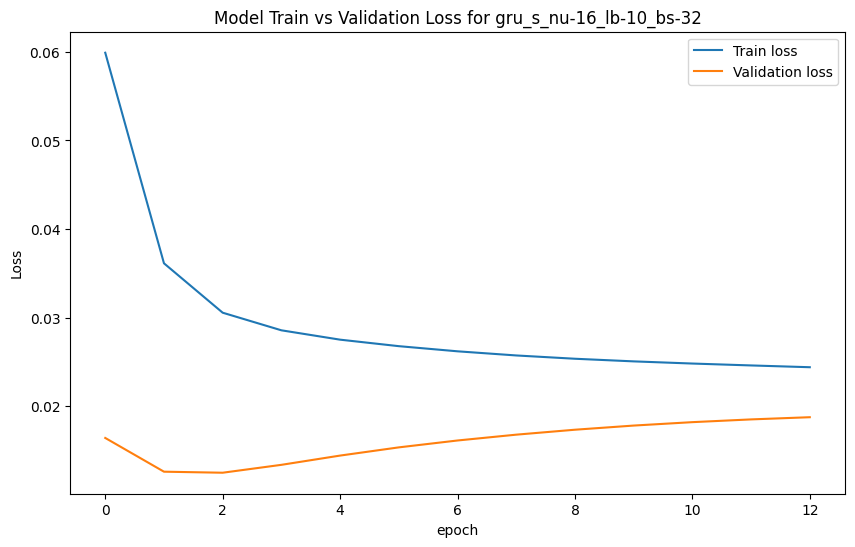 Model Train vs Validation Loss for gru_s_nu-16_lb-10_bs-32
Train loss
Validation loss
0.06
0.05
0.04
0.03
0.02
Loss
0 2 4 6 8 10 12
epoch